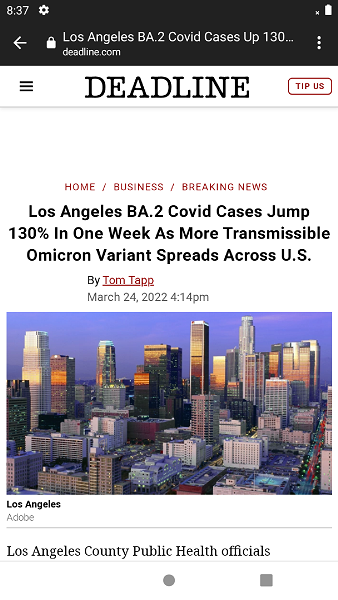 8:37
Los Angeles BA.2 Covid Cases Up 130...
deadline.com
DEADLINE
TIP US
HOME / BUSINESS / BREAKING NEWS
Los Angeles BA.2 Covid Cases Jump
130% In One Week As More Transmissible
Omicron Variant Spreads Across U.S.
By Tom Tapp
March 24, 2022 4:14pm
Los Angeles
Adobe
Los Angeles County Public Health officials